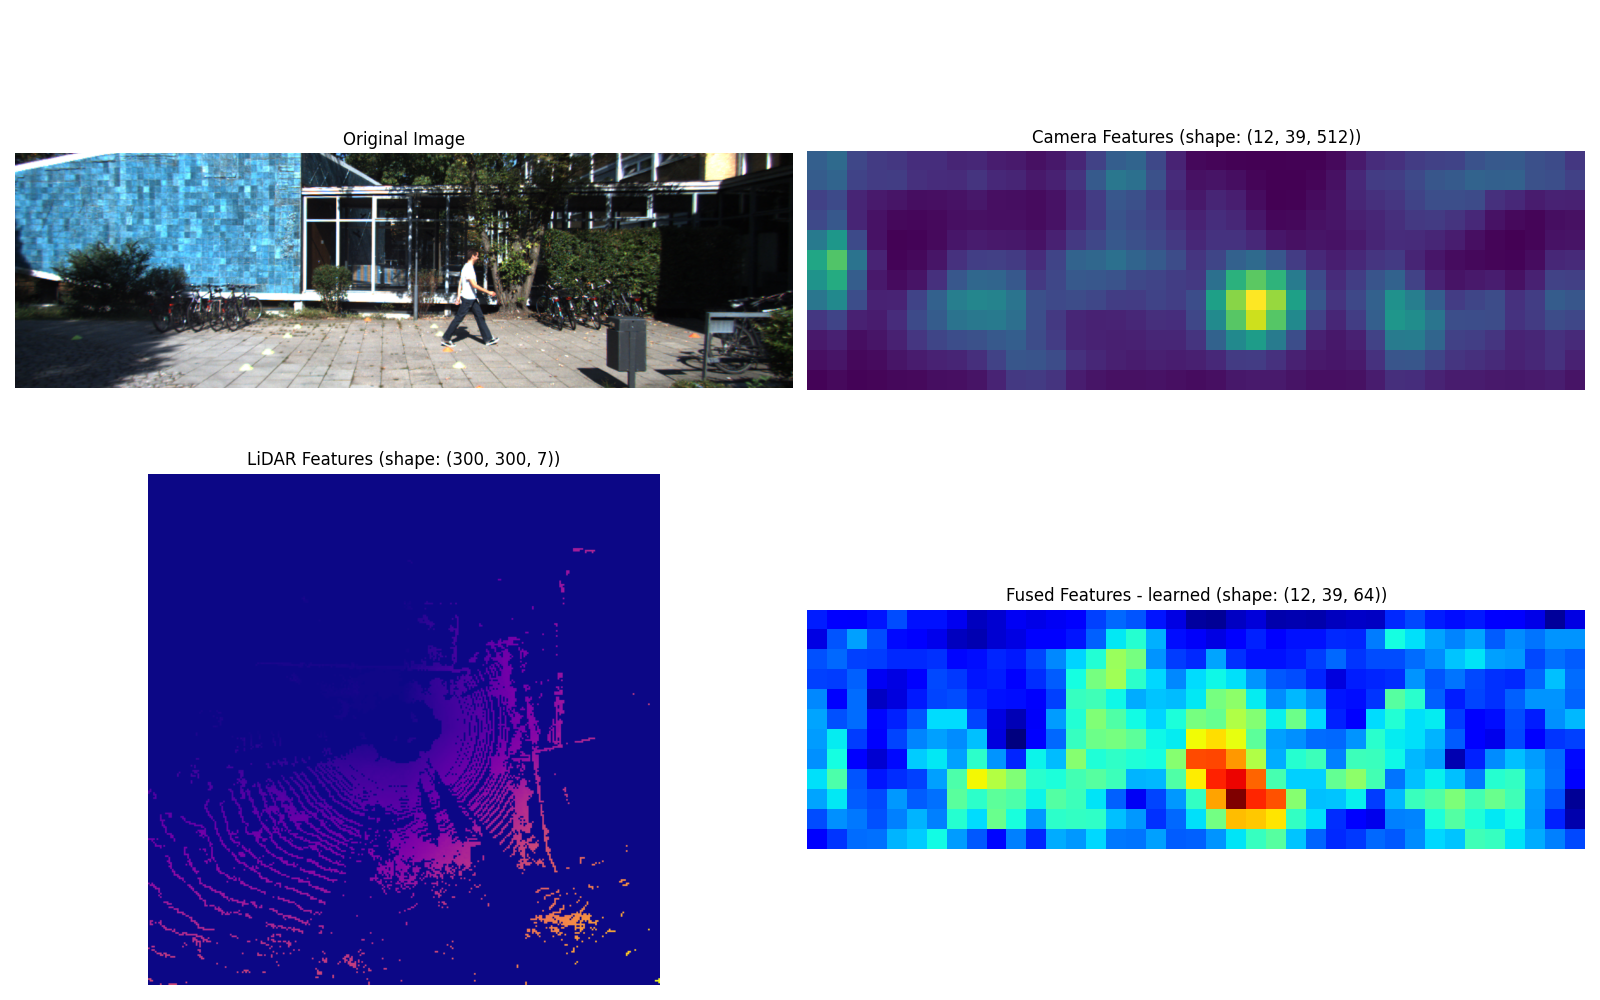 Original Image
Camera Features (shape: (12, 39, 512))
LiDAR Features (shape: (300, 300, 7))
Fused Features - learned (shape: (12, 39, 64))